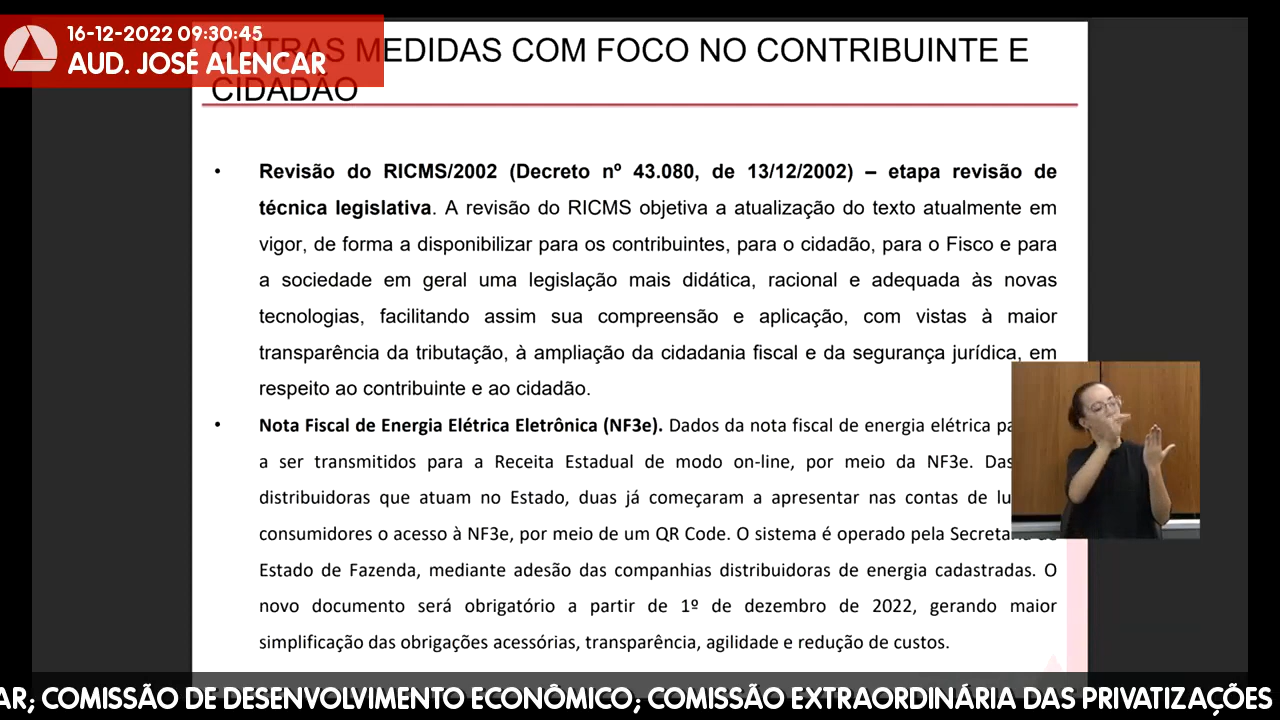 16-12-2022 09:30:45
AUD. JOSÉ ALENCAR
OUTRAS MEDIDAS COM FOCO NO CONTRIBUINTE E
CIDADÃO
• Revisão do RICMS/2002 (Decreto nº 43.080, de 13/12/2002) – etapa revisão de
técnica legislativa. A revisão do RICMS objetiva a atualização do texto atualmente em
vigor, de forma a disponibilizar para os contribuintes, para o cidadão, para o Fisco e para
a sociedade em geral uma legislação mais didática, racional e adequada às novas
tecnologias, facilitando assim sua compreensão e aplicação, com vistas à maior
transparência da tributação, à ampliação da cidadania fiscal e da segurança jurídica, em
respeito ao contribuinte e ao cidadão.
• Nota Fiscal de Energia Elétrica Eletrônica (NF3e). Dados da nota fiscal de energia elétrica
a ser transmitidos para a Receita Estadual de modo on-line, por meio da NF3e.
distribuidoras que atuam no Estado, duas já começaram a apresentar nas contas de
consumidores o acesso à NF3e, por meio de um QR Code. O sistema é operado pela
Estado de Fazenda, mediante adesão das companhias distribuidoras de energia cadastradas. O
novo documento será obrigatório a partir de 1º de dezembro de 2022, gerando maior
simplificação das obrigações acessórias, transparência, agilidade e redução de custos.
AR; COMISSÃO DE DESENVOLVIMENTO ECONÔMICO; COMISSÃO EXTRAORDINÁRIA DAS PRIVATIZAÇÕES